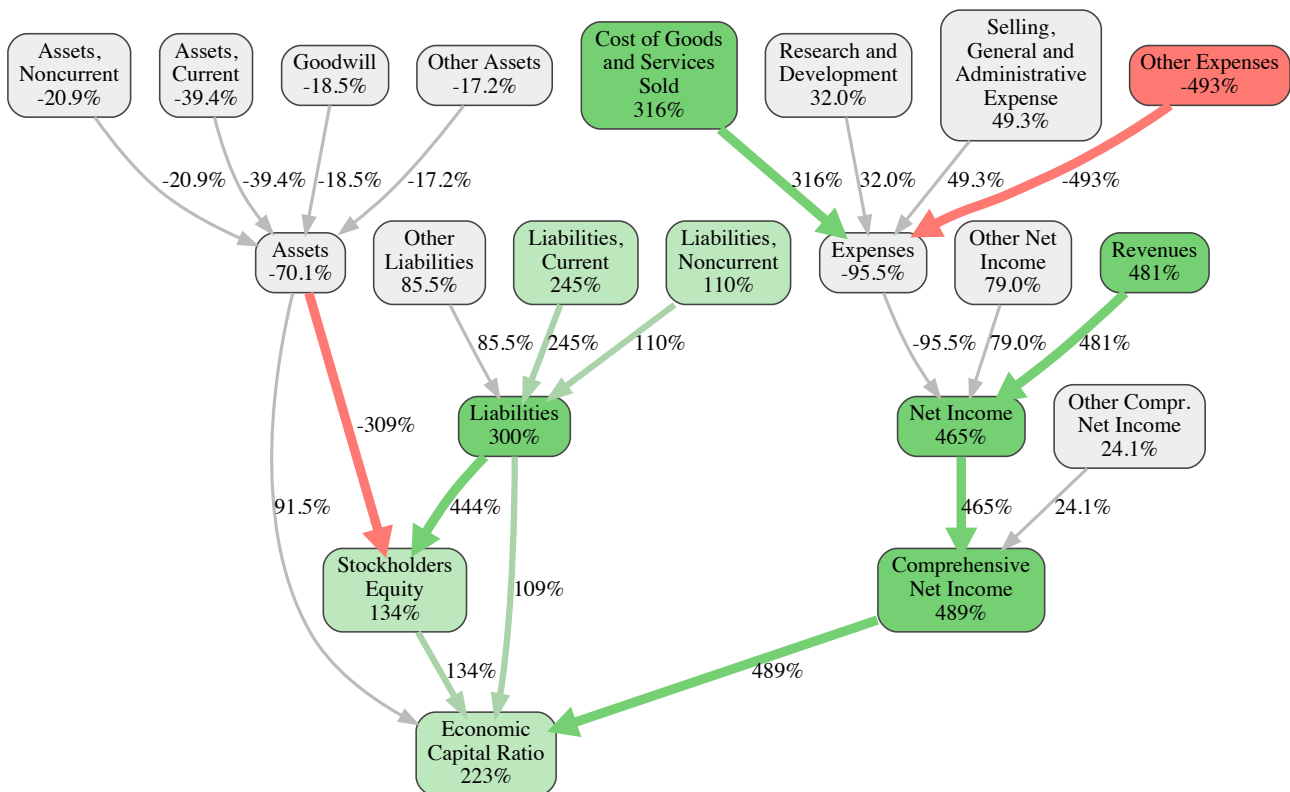 Assets,
Noncurrent
-20.9%
Assets,
Current
-39.4%
Goodwill
-18.5%
Other Assets
-17.2%
Cost of Goods
and Services
Sold
316%
Research and
Development
32.0%
Selling,
General and
Administrative
Expense
49.3%
Other Expenses
-493%
-20.9%
-39.4%
-18.5%
-17.2%
316%
32.0%
49.3%
-493%
Assets
-70.1%
Other
Liabilities
85.5%
Liabilities,
Current
245%
Liabilities,
Noncurrent
110%
Expenses
-95.5%
Other Net
Income
79.0%
Revenues
481%
85.5%
245%
110%
-95.5%
79.0%
481%
-309%
Liabilities
300%
Net Income
465%
Other Compr.
Net Income
24.1%
91.5%
444%
465%
24.1%
Stockholders
Equity
134%
109%
Comprehensive
Net Income
489%
134%
489%
Economic
Capital Ratio
223%